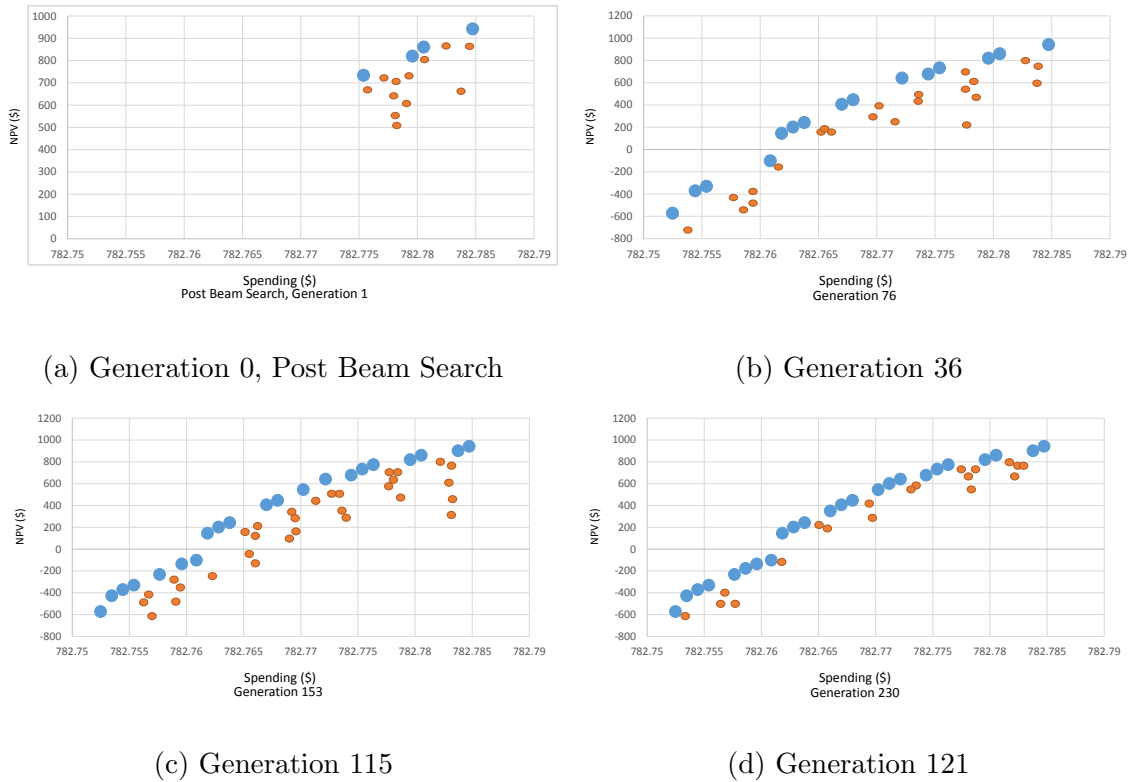 1000
900
800
700
600
500
400
300
200
100
0
NPV ($)
782.75 782.755 782.76 782.765 782.77 782.775 782.78 782.785 782.79
Spending ($)
Post Beam Search, Generation 1
(a) Generation 0, Post Beam Search
1200
1000
800
600
400
200
0
-200
-400
-600
-800
NPV ($)
782.75 782.755 782.76 782.765 782.77 782.775 782.78 782.785 782.79
Spending ($)
Generation 76
(b) Generation 36
1200
1000
800
600
400
200
0
-200
-400
-600
-800
NPV ($)
782.75 782.755 782.76 782.765 782.77 782.775 782.78 782.785 782.79
Spending ($)
Generation 153
(c) Generation 115
1200
1000
800
600
400
200
0
-200
-400
-600
-800
NPV ($)
782.75 782.755 782.76 782.765 782.77 782.775 782.78 782.785 782.79
Spending ($)
Generation 230
(d) Generation 121